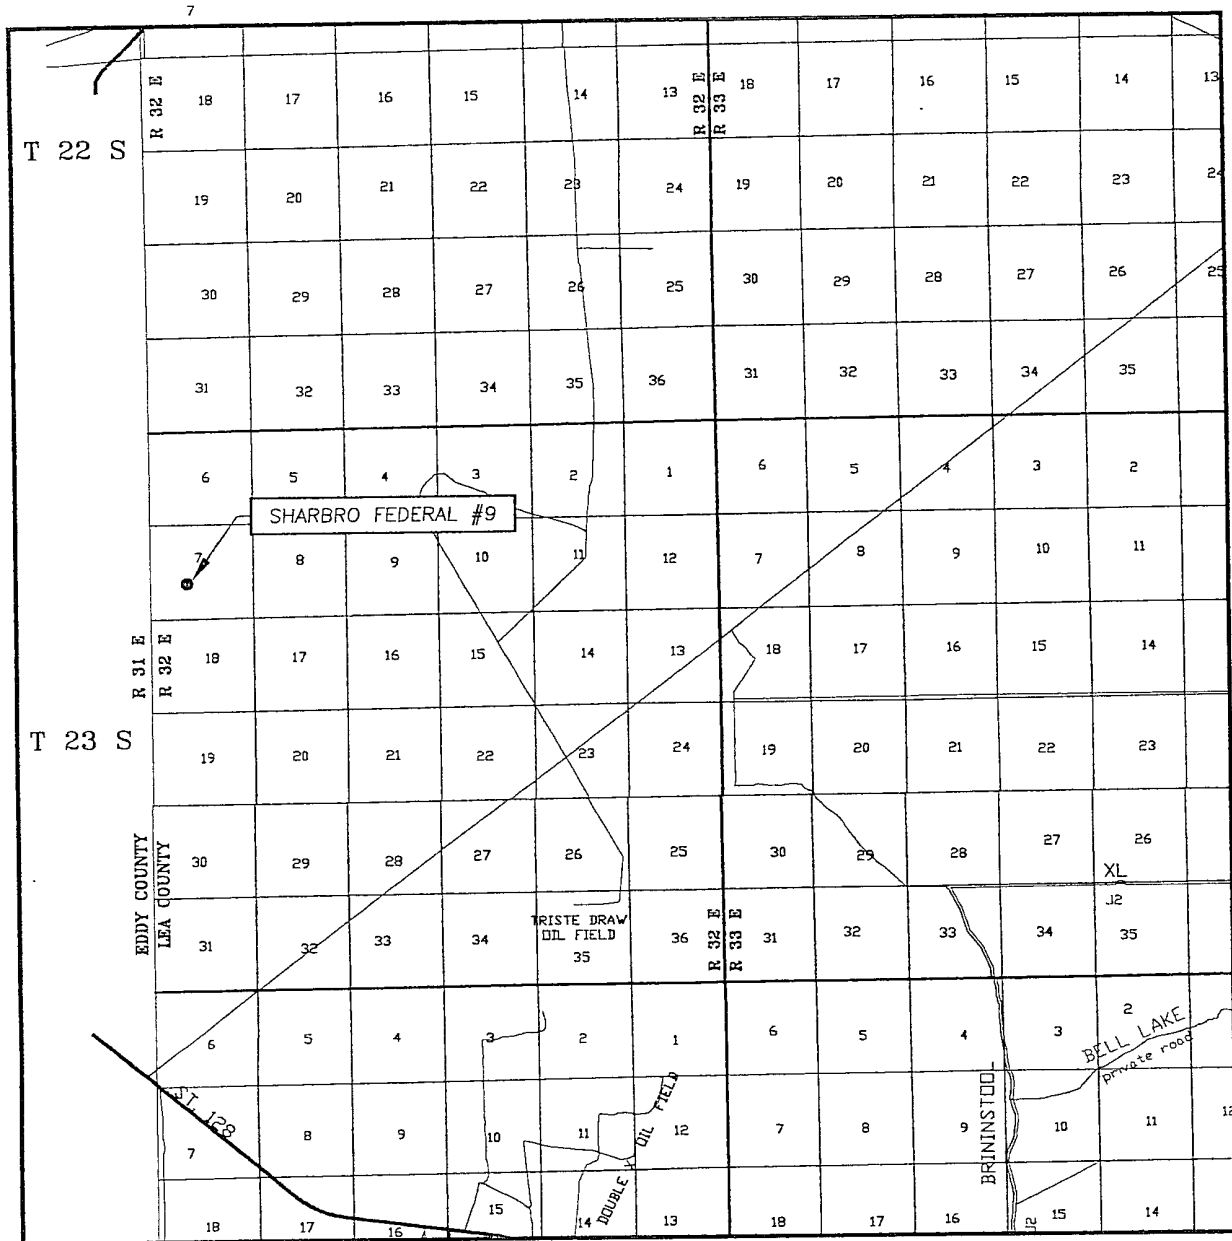 7
R 32 E
18 17 16 15 14 13
R 32 E
R 33 E
18 17 16 15 14 13
T 22 S
19 20 21 22 23 24 19 20 21 22 23 24
30 29 28 27 26 25 30 29 28 27 26 25
31 32 33 34 35 36 31 32 33 34 35
6 5 4 3 2 1 6 5 4 3 2
SHARBRO FEDERAL #9
7 8 9 10 11 12 7 8 9 10 11
R 31 E
R 32 E
18 17 16 15 14 13 18 17 16 15 14
T 23 S
19 20 21 22 23 24 19 20 21 22 23
EDDY COUNTY
LEA COUNTY
30 29 28 27 26 25 30 29 28 27 26
XL
J2
TRISTE DRAW
OIL FIELD
R 32 E
R 33 E
31 32 33 34 35 36 31 32 33 34 35
6 5 4 3 2 1 6 5 4 3 2
BELL LAKE
private road
ST. 128
DOUBLE X OIL FIELD
BRININSTOOL
7 8 9 10 11 12 7 8 9 10 11 12
18 17 16 15 14 13 18 17 16 15 14
J2